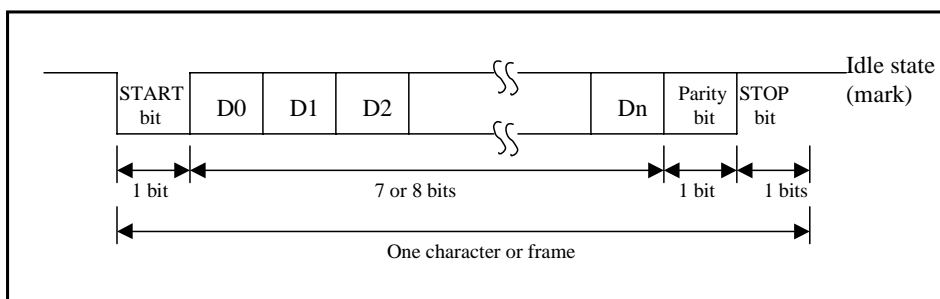 Idle state
(mark)
START
bit
D0
D1
D2
Dn
Parity
bit
STOP
bit
1 bit
7 or 8 bits
1 bit
1 bits
One character or frame